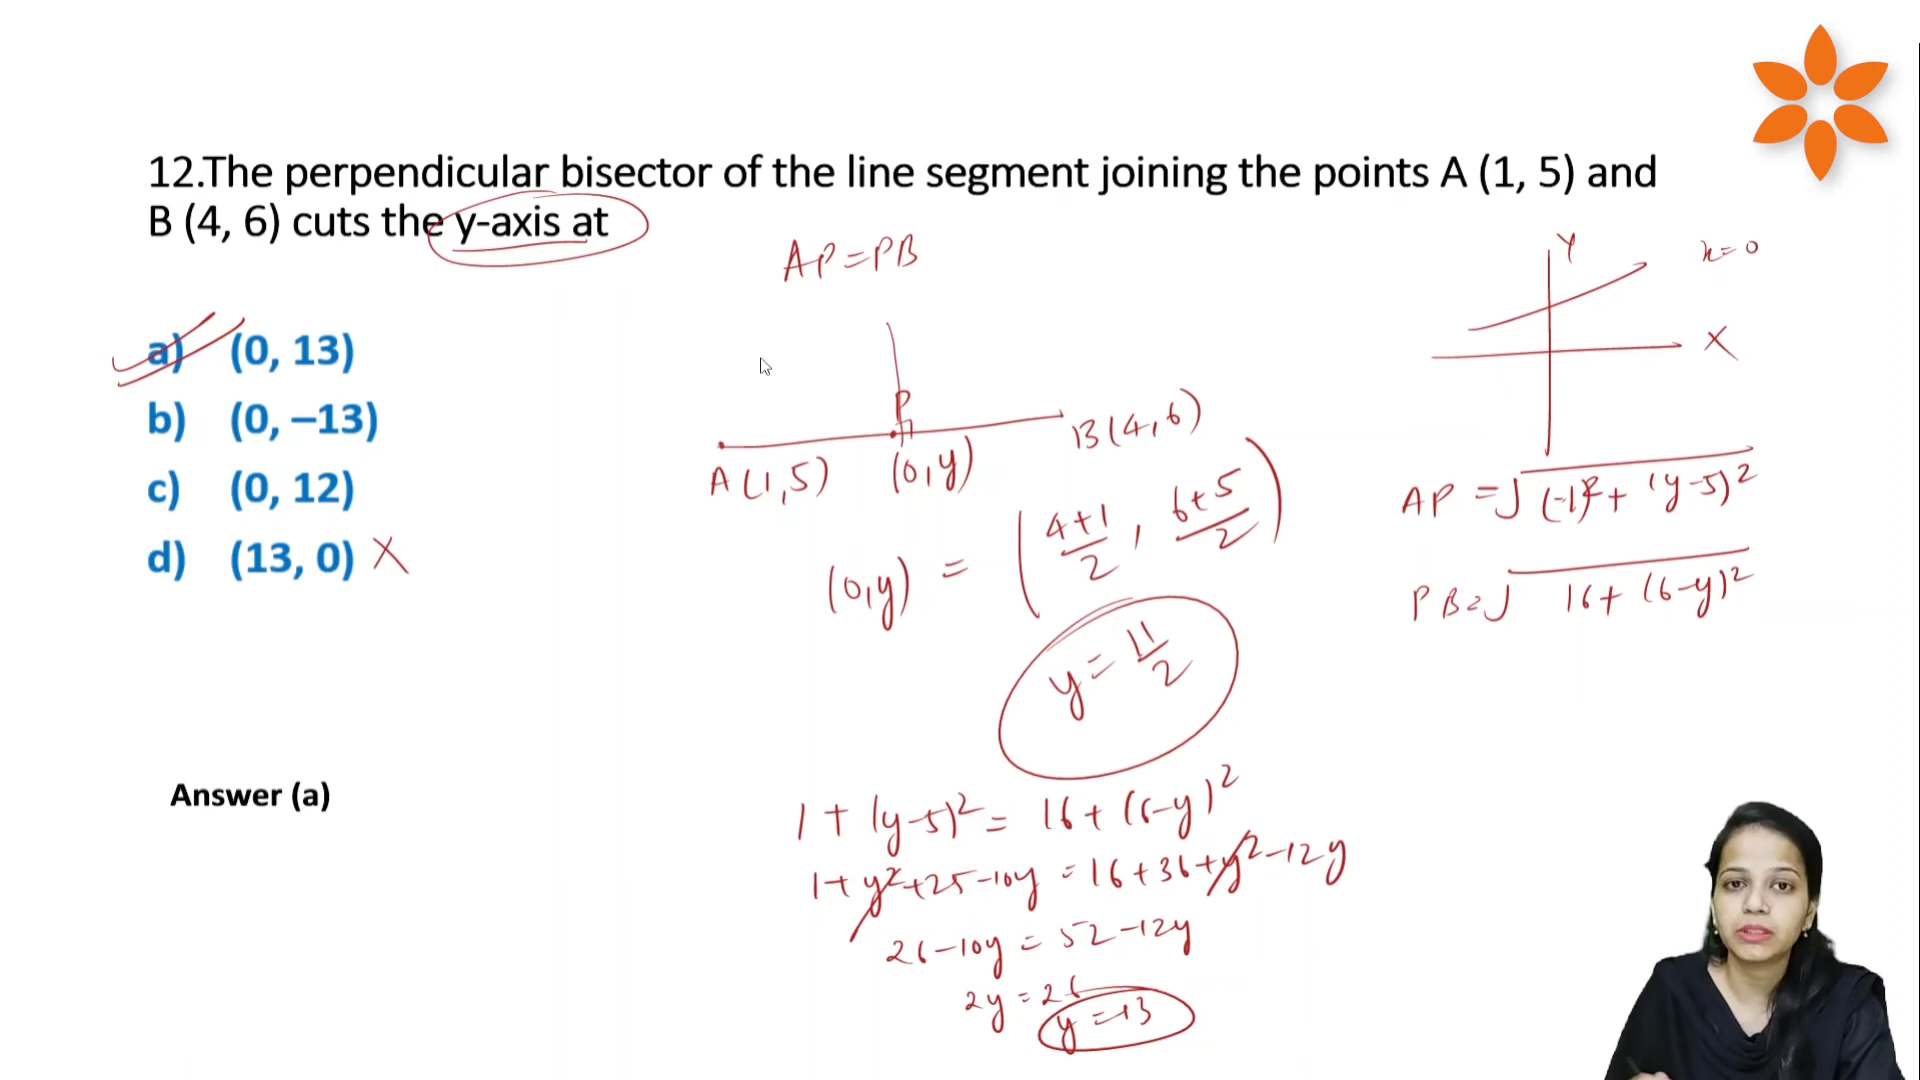 12.The perpendicular bisector of the line segment joining the points A (1, 5) and
B (4, 6) cuts the y-axis at
AP=PB
Y
x=0
a) (0, 13)
b) (0, –13)
c) (0, 12)
d) (13, 0) X
P
X
A(1,5)
(0,y)
B(4,6)
AP = √(-1)²+(y-5)²
(0,y) = (4+1/2, 6+5/2)
PB=√16+(6-y)²
y=11/2
Answer (a)
1+(y-5)²=16+(6-y)²
1+y²+25-10y=16+36+y²-12y
26-10y=52-12y
2y=26
y=13